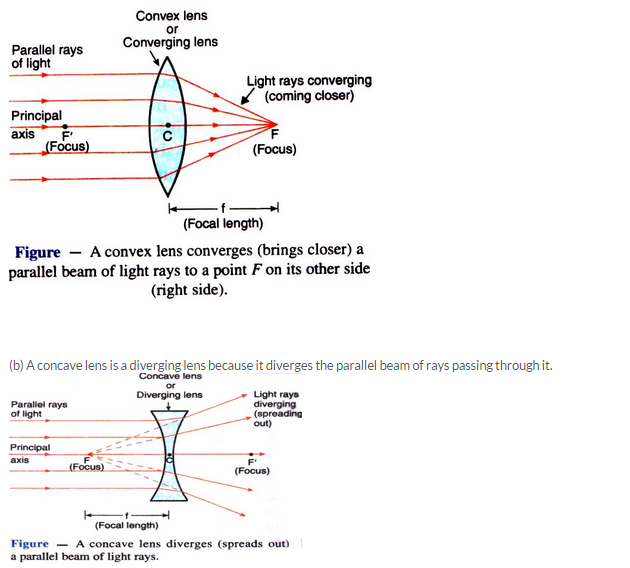 Convex lens
or
Converging lens
Parallel rays
of light
Light rays converging
(coming closer)
Principal
axis
F'
(Focus)
C
F
(Focus)
f
(Focal length)
Figure — A convex lens converges (brings closer) a
parallel beam of light rays to a point F on its other side
(right side).
(b) A concave lens is a diverging lens because it diverges the parallel beam of rays passing through it.
Concave lens
or
Diverging lens
Parallel rays
of light
Light rays
diverging
(spreading
out)
Principal
axis
F
(Focus)
C
F'
(Focus)
f
(Focal length)
Figure — A concave lens diverges (spreads out)
a parallel beam of light rays.